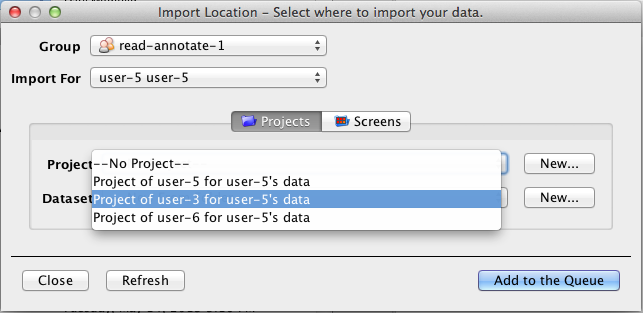 Import Location – Select where to import your data.
Group read-annotate-1
Import For user-5 user-5
Projects Screens
Project
--No Project--
New...
Project of user-5 for user-5's data
Dataset
Project of user-3 for user-5's data
New...
Project of user-6 for user-5's data
Close Refresh Add to the Queue